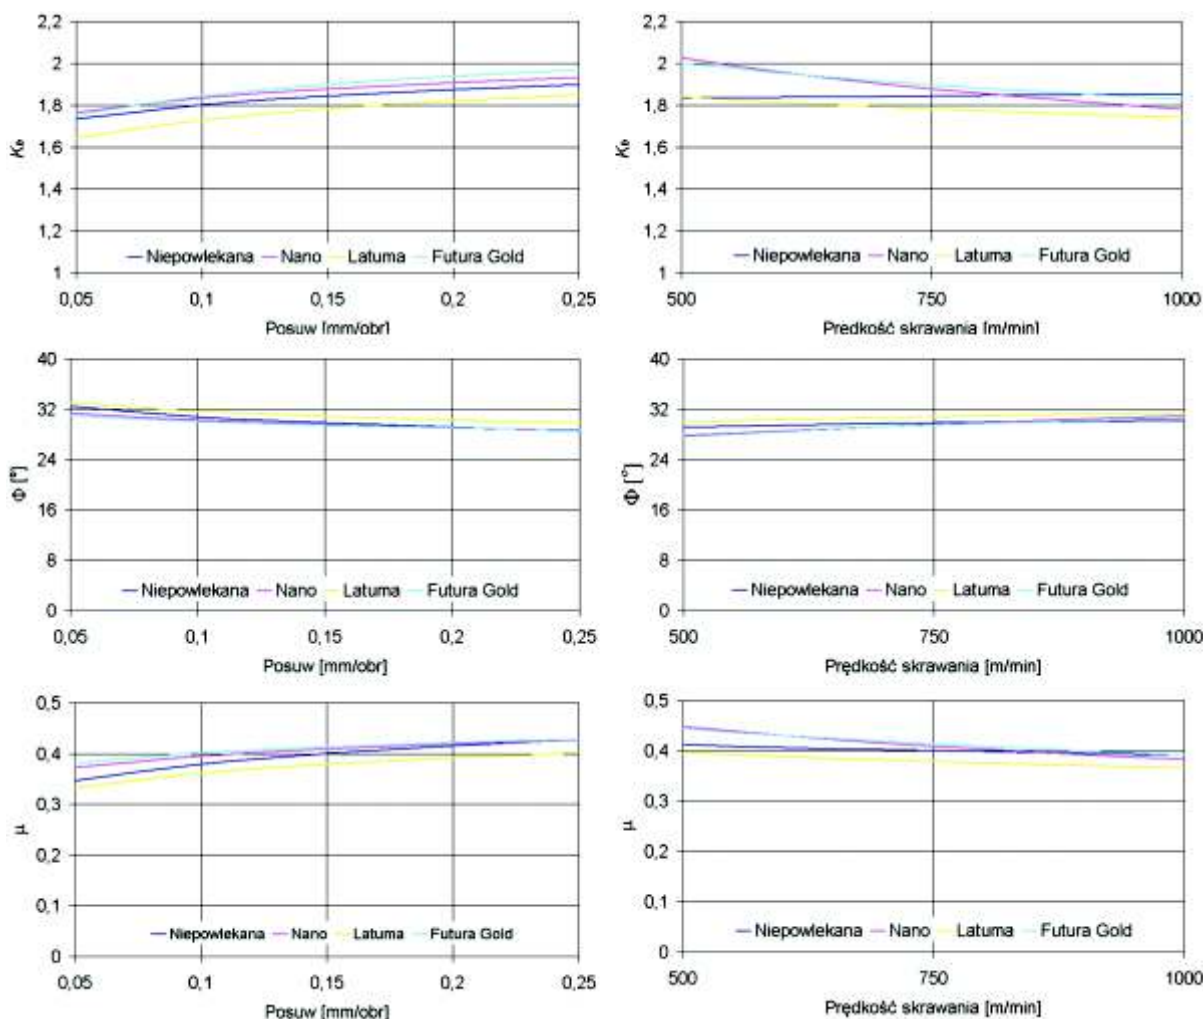 2,2
2
1,8
1,6
1,4
1,2
1
K
Niepowlekana Nano Latuma Futura Gold
0,05 0,1 0,15 0,2 0,25
Posuw [mm/obr]
2,2
2
1,8
1,6
1,4
1,2
1
K
Niepowlekana Nano Latuma Futura Gold
500 750 1000
Predkość skrawania [m/min]
40
32
24
16
8
0
Φ [°]
Niepowlekana Nano Latuma Futura Gold
0,05 0,1 0,15 0,2 0,25
Posuw [mm/obr]
40
32
24
16
8
0
Φ [°]
Niepowlekana Nano Latuma Futura Gold
500 750 1000
Prędkość skrawania [m/min]
0,5
0,4
0,3
0,2
0,1
0
μ
Niepowlekana Nano Latuma Futura Gold
0,05 0,1 0,15 0,2 0,25
Posuw [mm/obr]
0,5
0,4
0,3
0,2
0,1
0
μ
Niepowlekana Nano Latuma Futura Gold
500 750 1000
Prędkość skrawania [m/min]